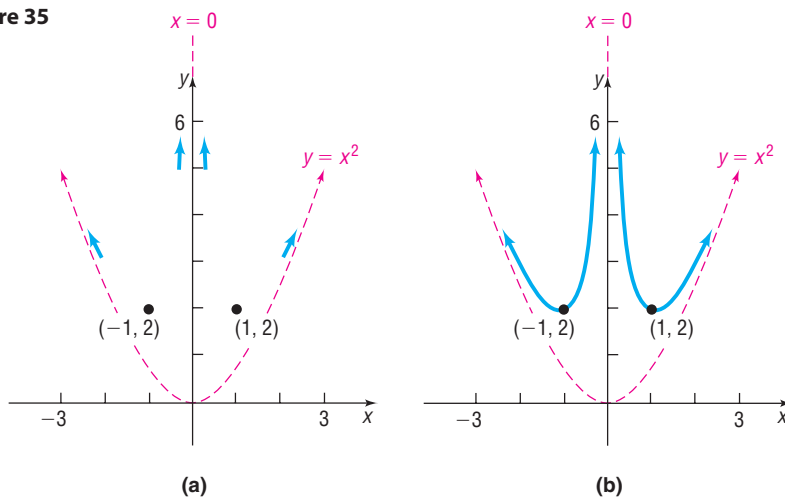 re 35
x = 0
y
6
y = x²
(−1, 2)
(1, 2)
−3
3
x
(a)
x = 0
y
6
y = x²
(−1, 2)
(1, 2)
−3
3
x
(b)